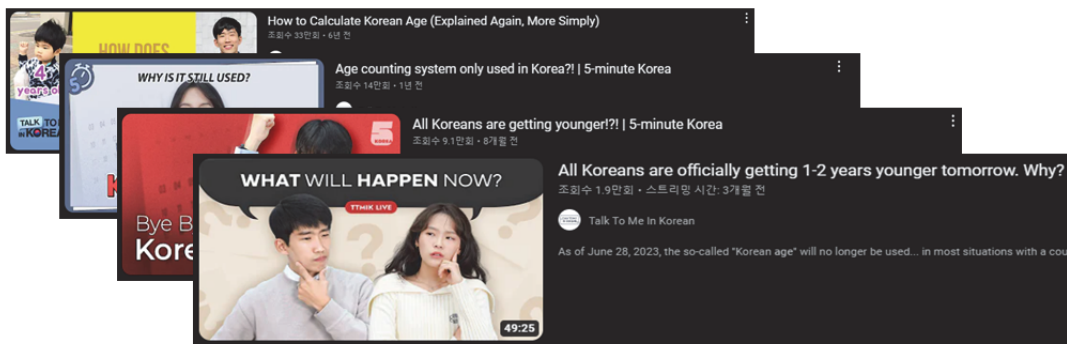 How to Calculate Korean Age (Explained Again, More Simply)
조회수 33만회 • 6년 전
HOW DOES
4
years o
TALK TO
IN KOREA
Age counting system only used in Korea?! | 5-minute Korea
조회수 14만회 • 1년 전
WHY IS IT STILL USED?
5
K
All Koreans are getting younger!?! | 5-minute Korea
조회수 9.1만회 • 8개월 전
5
KOREA
Bye B
Kore
All Koreans are officially getting 1-2 years younger tomorrow. Why?
조회수 1.9만회 • 스트리밍 시간: 3개월 전
Talk To Me In Korean
As of June 28, 2023, the so-called "Korean age" will no longer be used... in most situations with a cou
WHAT WILL HAPPEN NOW?
TTMIK LIVE
49:25